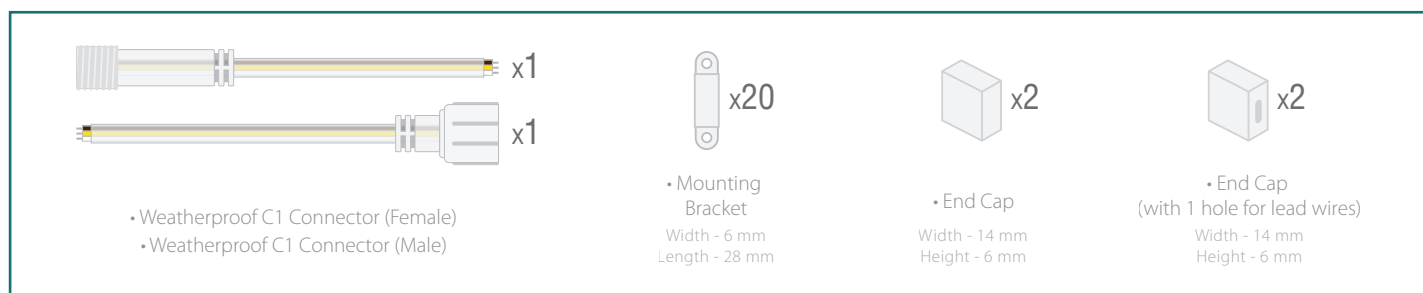 x1
x1
• Weatherproof C1 Connector (Female)
• Weatherproof C1 Connector (Male)
x20
• Mounting
Bracket
Width - 6 mm
Length - 28 mm
x2
• End Cap
Width - 14 mm
Height - 6 mm
x2
• End Cap
(with 1 hole for lead wires)
Width - 14 mm
Height - 6 mm